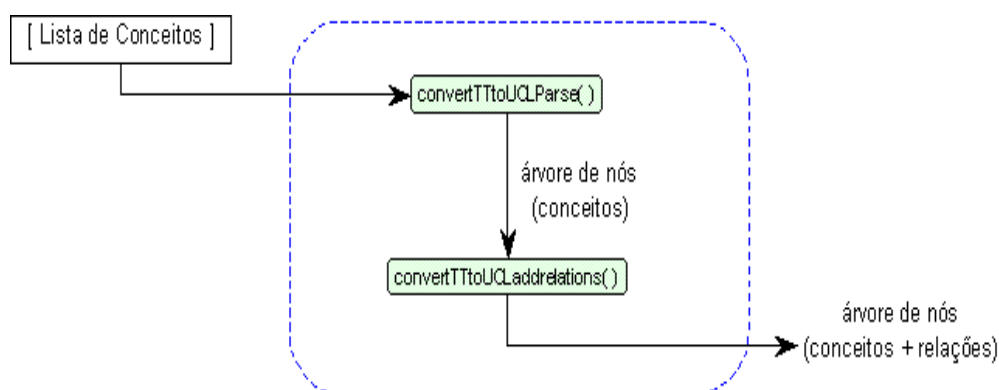 [ Lista de Conceitos ]
convertTTtoUCLParse( )
árvore de nós
(conceitos)
convertTTtoUCLaddrelations( )
árvore de nós
(conceitos + relações)